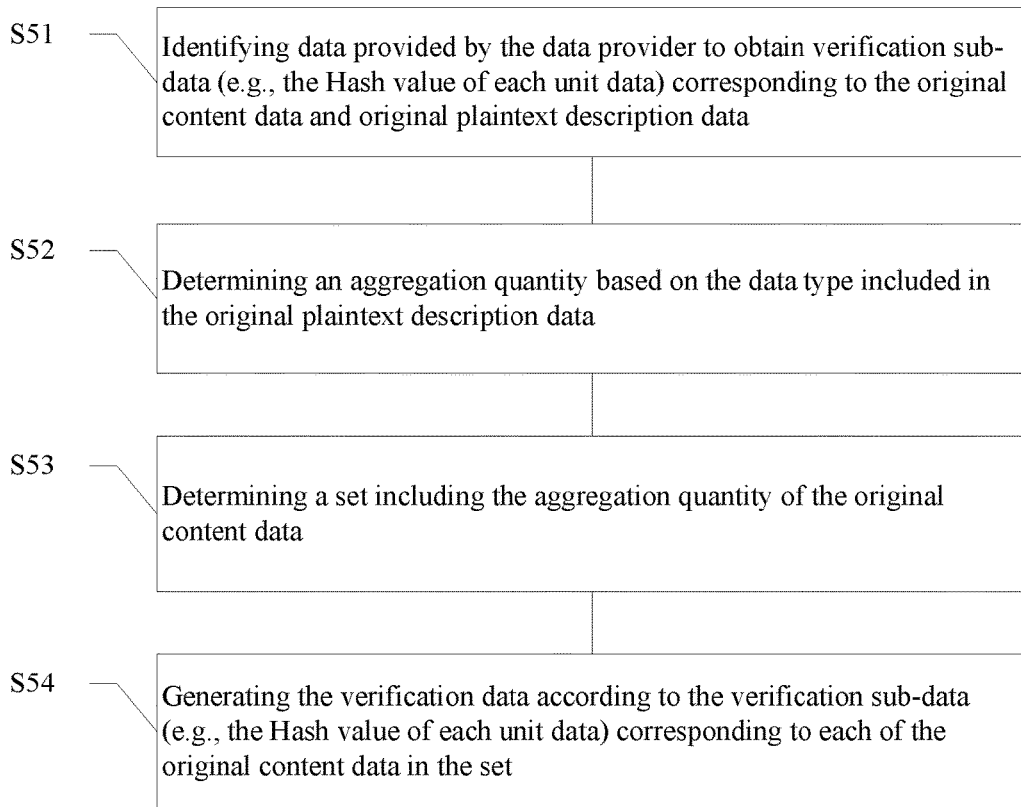 S51
Identifying data provided by the data provider to obtain verification sub-
data (e.g., the Hash value of each unit data) corresponding to the original
content data and original plaintext description data
S52
Determining an aggregation quantity based on the data type included in
the original plaintext description data
S53
Determining a set including the aggregation quantity of the original
content data
S54
Generating the verification data according to the verification sub-data
(e.g., the Hash value of each unit data) corresponding to each of the
original content data in the set